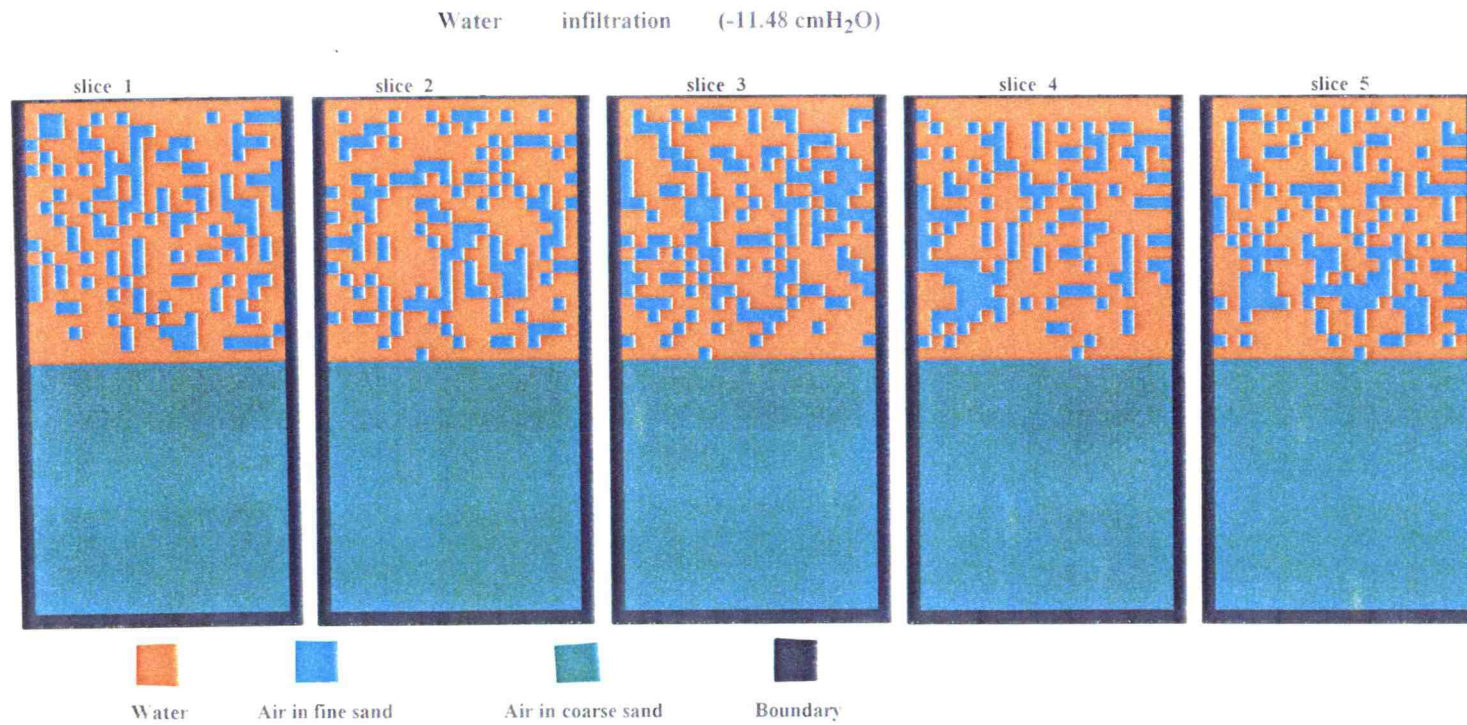 Water infiltration (-11.48 cmH₂O)
slice 1 slice 2 slice 3 slice 4 slice 5
Water Air in fine sand Air in coarse sand Boundary